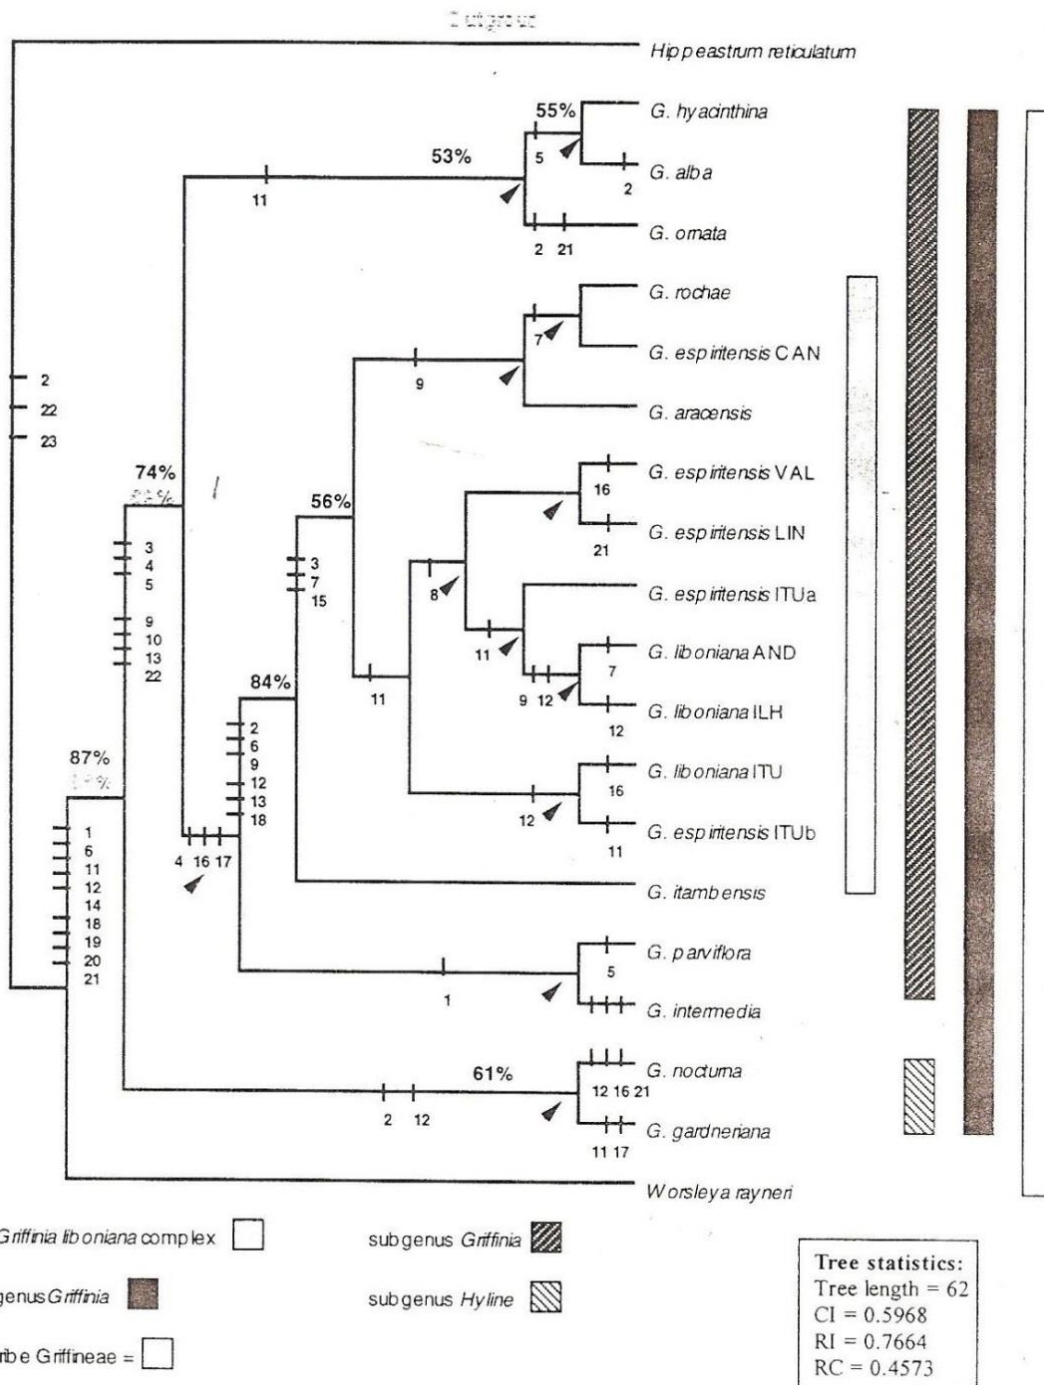 Hippeastrum reticulatum
G. hyacinthina
55%
5
G. alba
2
53%
11
G. ornata
2 21
G. rochae
7
G. espiritensis CAN
9
G. aracensis
2
22
23
G. espiritensis VAL
16
74%
56%
G. espiritensis LIN
21
3
4
5
9
10
13
22
3
7
15
G. espiritensis ITUa
8
11
G. liboniana AND
7
9 12
G. liboniana ILH
12
11
84%
2
6
9
12
13
18
G. liboniana ITU
16
12
G. espiritensis ITUb
11
87%
1
6
11
12
14
18
19
20
21
4 16 17
G. itambensis
G. parviflora
5
1
G. intermedia
G. nocturna
12 16 21
61%
2 12
G. gardneriana
11 17
Worsleya rayneri
Griffinia liboniana complex
subgenus Griffinia
genus Griffinia
subgenus Hyline
ribe Griffineae =
Tree statistics:
Tree length = 62
CI = 0.5968
RI = 0.7664
RC = 0.4573